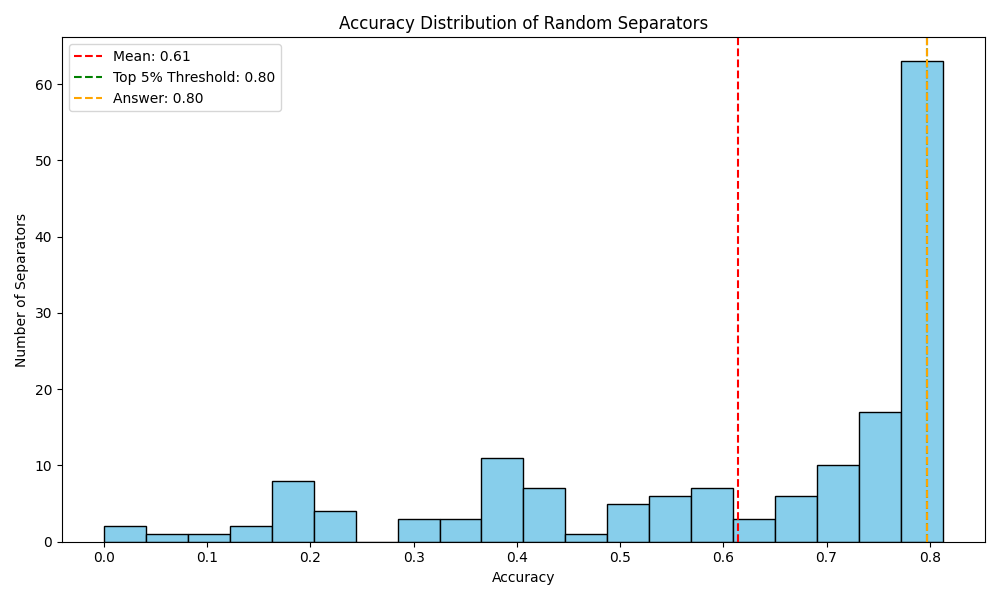 Accuracy Distribution of Random Separators
Mean: 0.61
Top 5% Threshold: 0.80
Answer: 0.80
Number of Separators
60
50
40
30
20
10
0
0.0 0.1 0.2 0.3 0.4 0.5 0.6 0.7 0.8
Accuracy